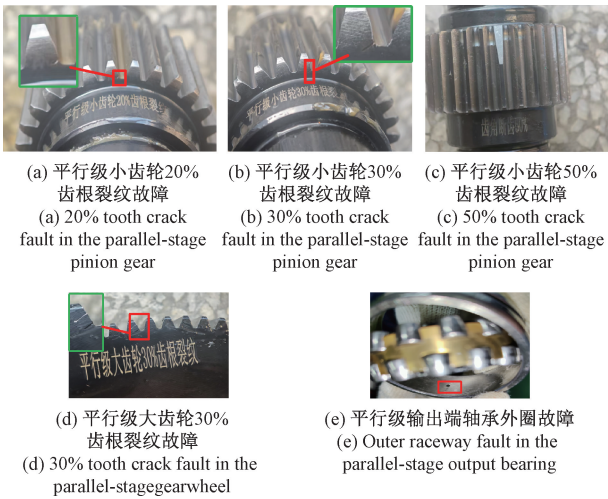 平行级小齿轮20%齿根裂纹
平行级小齿轮30%齿根裂
(a) 平行级小齿轮20%
齿根裂纹故障
(a) 20% tooth crack
fault in the parallel-stage
pinion gear
(b) 平行级小齿轮30%
齿根裂纹故障
(b) 30% tooth crack
fault in the parallel-stage
pinion gear
(c) 平行级小齿轮50%
齿根裂纹故障
(c) 50% tooth crack
fault in the parallel-stage
pinion gear
平行级大齿轮30%齿根裂纹
(d) 平行级大齿轮30%
齿根裂纹故障
(d) 30% tooth crack fault in the
parallel-stagegearwheel
(e) 平行级输出端轴承外圈故障
(e) Outer raceway fault in the
parallel-stage output bearing